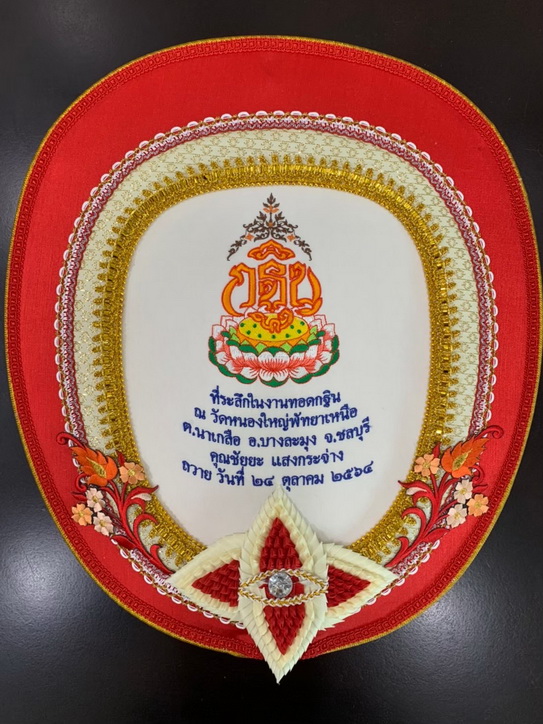 กฐิน
ที่ระลึกในงานทอดกฐิน
ณ วัดหนองใหญ่พัทยาเหนือ
ต.นาเกลือ อ.บางละมุง จ.ชลบุรี
คุณชัยยะ แสงกระจ่าง
ถวาย วันที่ ๒๔ ตุลาคม ๒๕๖๔